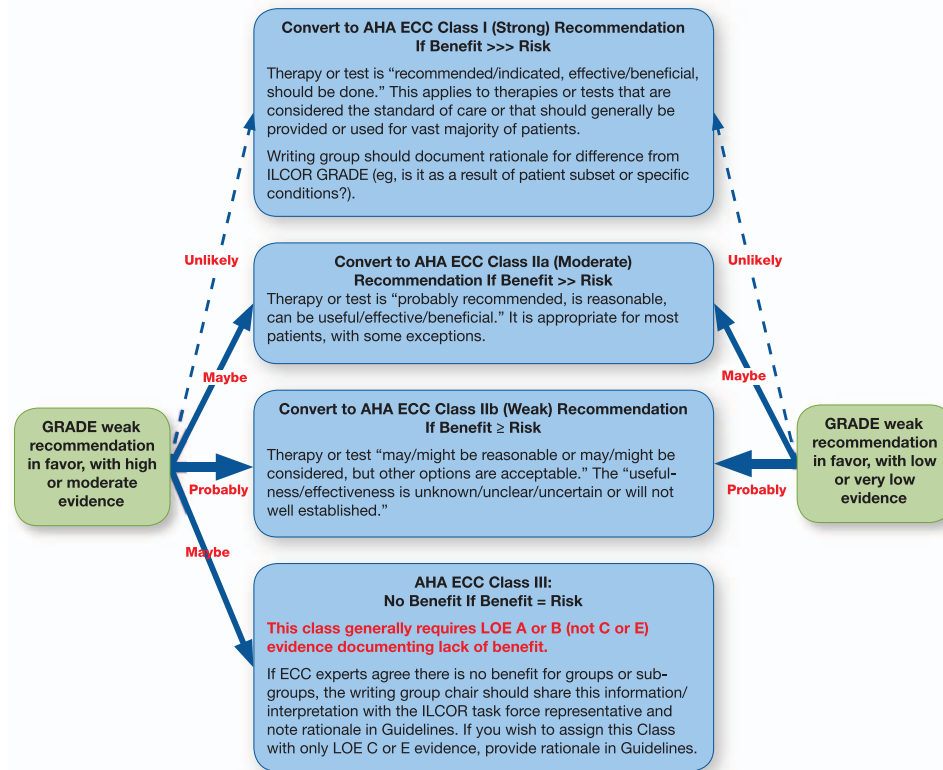 Convert to AHA ECC Class I (Strong) Recommendation
If Benefit >>> Risk
Therapy or test is “recommended/indicated, effective/beneficial,
should be done.” This applies to therapies or tests that are
considered the standard of care or that should generally be
provided or used for vast majority of patients.
Writing group should document rationale for difference from
ILCOR GRADE (eg, is it as a result of patient subset or specific
conditions?).
Unlikely
Unlikely
Convert to AHA ECC Class IIa (Moderate)
Recommendation If Benefit >> Risk
Therapy or test is “probably recommended, is reasonable,
can be useful/effective/beneficial.” It is appropriate for most
patients, with some exceptions.
Maybe
Maybe
GRADE weak
recommendation
in favor, with high
or moderate
evidence
Convert to AHA ECC Class IIb (Weak) Recommendation
If Benefit ≥ Risk
Therapy or test “may/might be reasonable or may/might be
considered, but other options are acceptable.” The “useful-
ness/effectiveness is unknown/unclear/uncertain or will not
well established.”
GRADE weak
recommendation
in favor, with low
or very low
evidence
Probably
Probably
Maybe
AHA ECC Class III:
No Benefit If Benefit = Risk
This class generally requires LOE A or B (not C or E)
evidence documenting lack of benefit.
If ECC experts agree there is no benefit for groups or sub-
groups, the writing group chair should share this information/
interpretation with the ILCOR task force representative and
note rationale in Guidelines. If you wish to assign this Class
with only LOE C or E evidence, provide rationale in Guidelines.